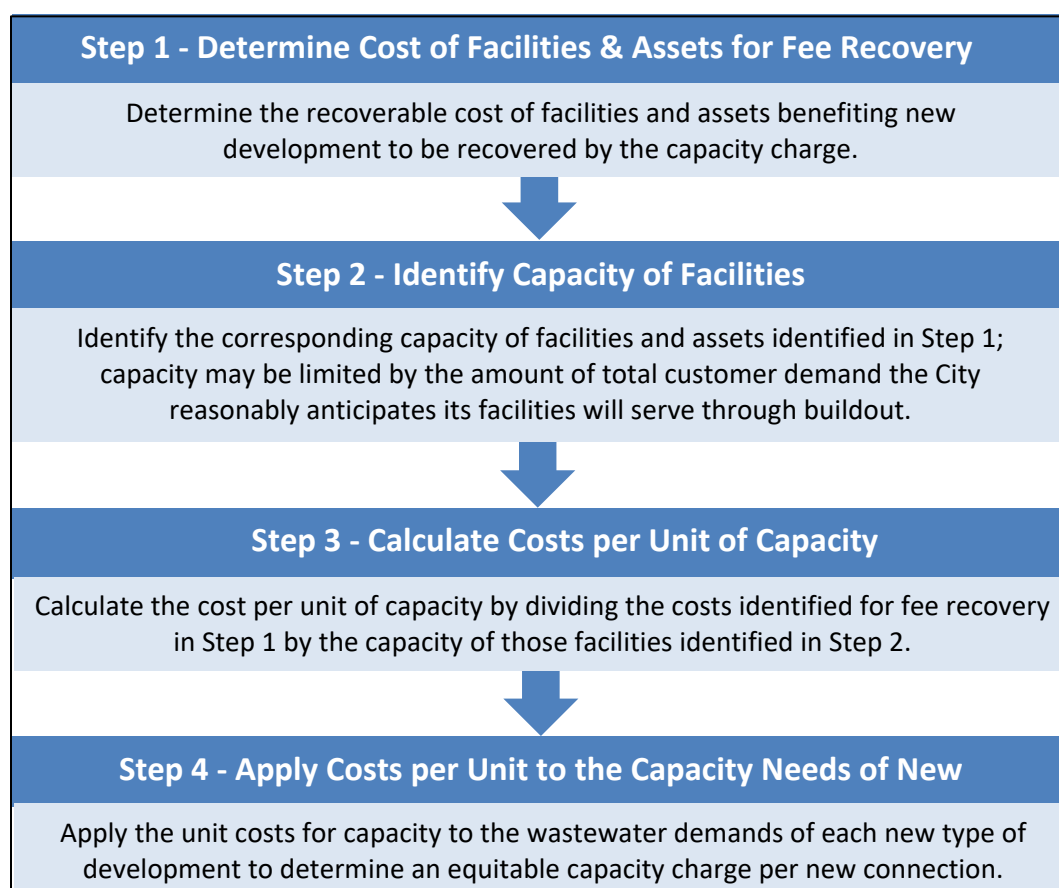 Step 1 - Determine Cost of Facilities & Assets for Fee Recovery
Determine the recoverable cost of facilities and assets benefiting new
development to be recovered by the capacity charge.
Step 2 - Identify Capacity of Facilities
Identify the corresponding capacity of facilities and assets identified in Step 1;
capacity may be limited by the amount of total customer demand the City
reasonably anticipates its facilities will serve through buildout.
Step 3 - Calculate Costs per Unit of Capacity
Calculate the cost per unit of capacity by dividing the costs identified for fee recovery
in Step 1 by the capacity of those facilities identified in Step 2.
Step 4 - Apply Costs per Unit to the Capacity Needs of New
Apply the unit costs for capacity to the wastewater demands of each new type of
development to determine an equitable capacity charge per new connection.